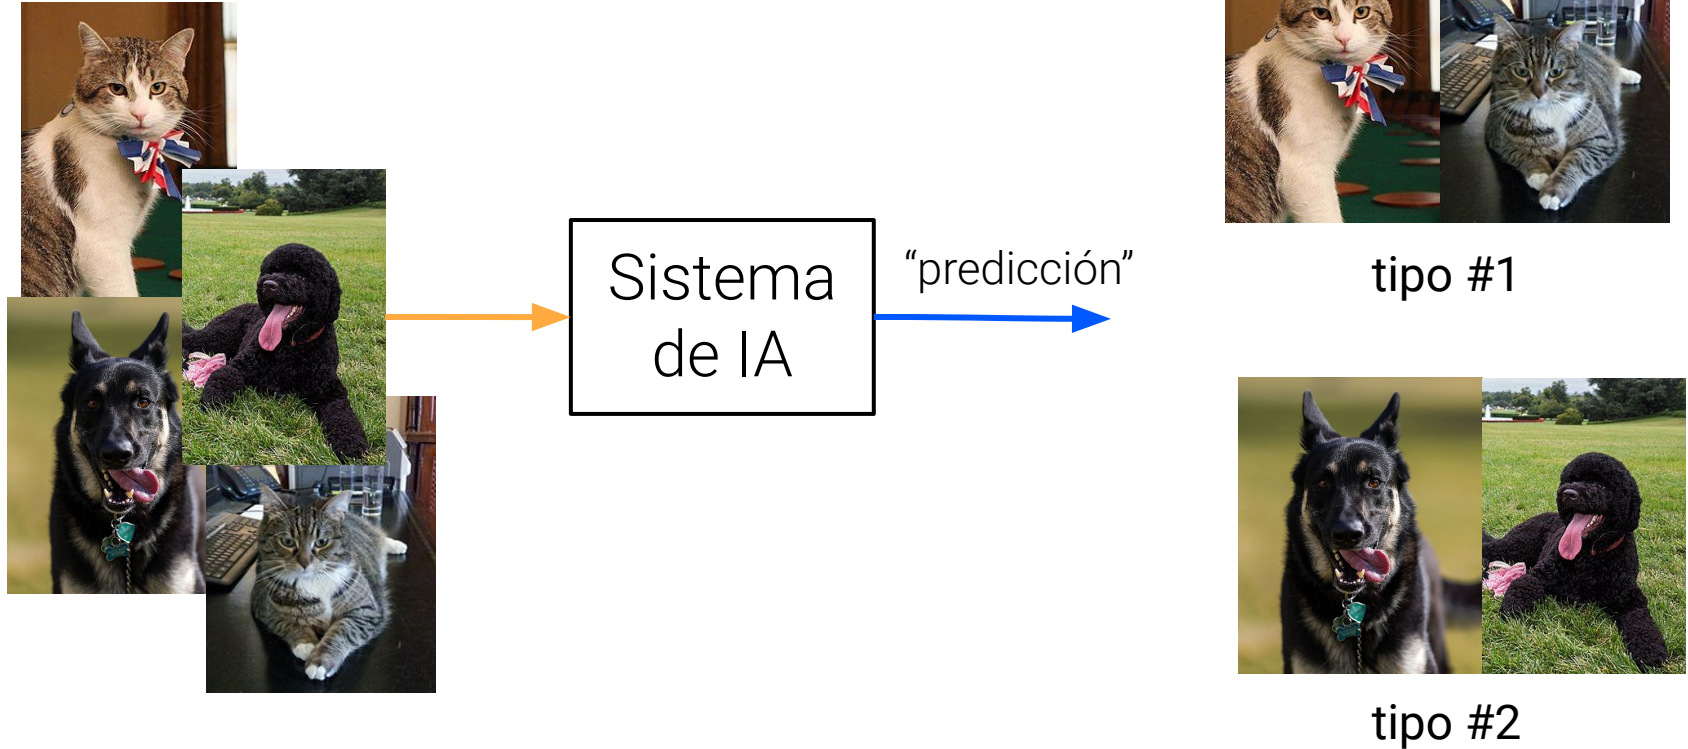 Sistema
de IA
“predicción”
tipo #1
tipo #2